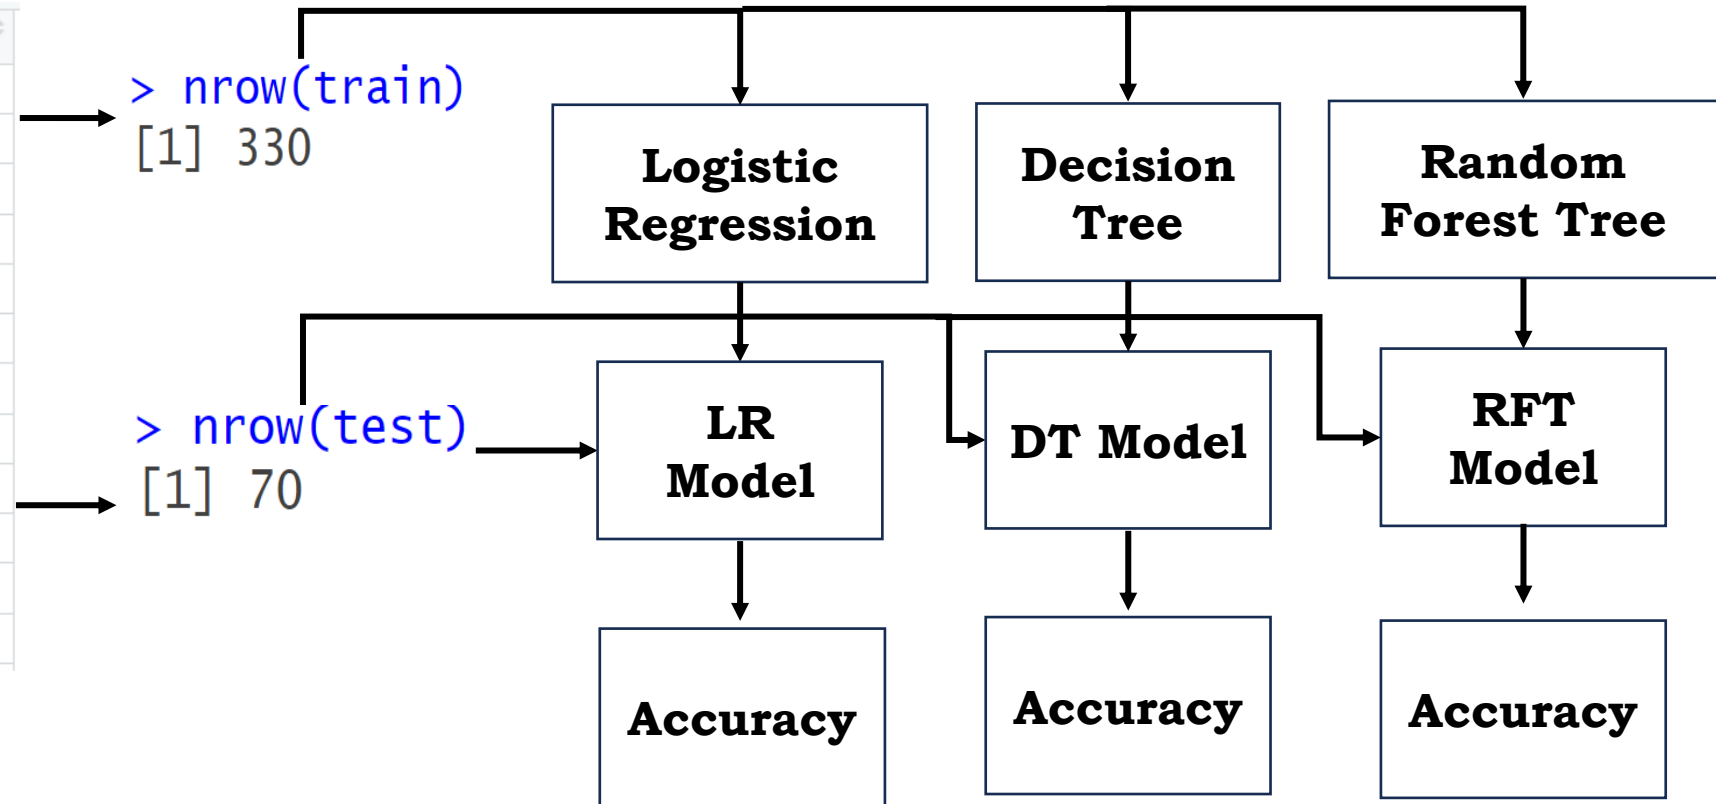 > nrow(train)
[1] 330
Logistic
Regression
Decision
Tree
Random
Forest Tree
> nrow(test)
[1] 70
LR
Model
DT Model
RFT
Model
Accuracy
Accuracy
Accuracy